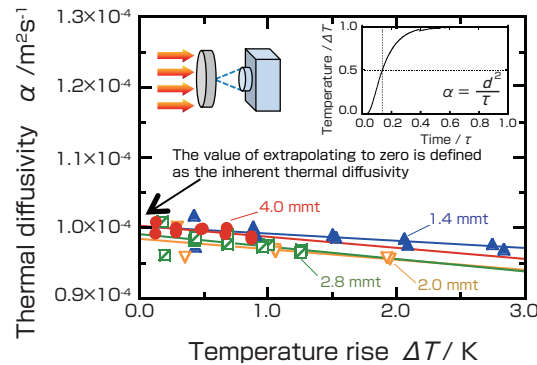 Thermal diffusivity α /m²s⁻¹
1.3×10⁻⁴
1.2×10⁻⁴
1.1×10⁻⁴
1.0×10⁻⁴
0.9×10⁻⁴
Temperature / ΔT
1.0
0.5
0.0
α = d²/τ
0.0 0.2 0.4 0.6 0.8 1.0
Time / τ
The value of extrapolating to zero is defined
as the inherent thermal diffusivity
4.0 mmt
1.4 mmt
2.8 mmt
2.0 mmt
0.0 1.0 2.0 3.0
Temperature rise ΔT / K